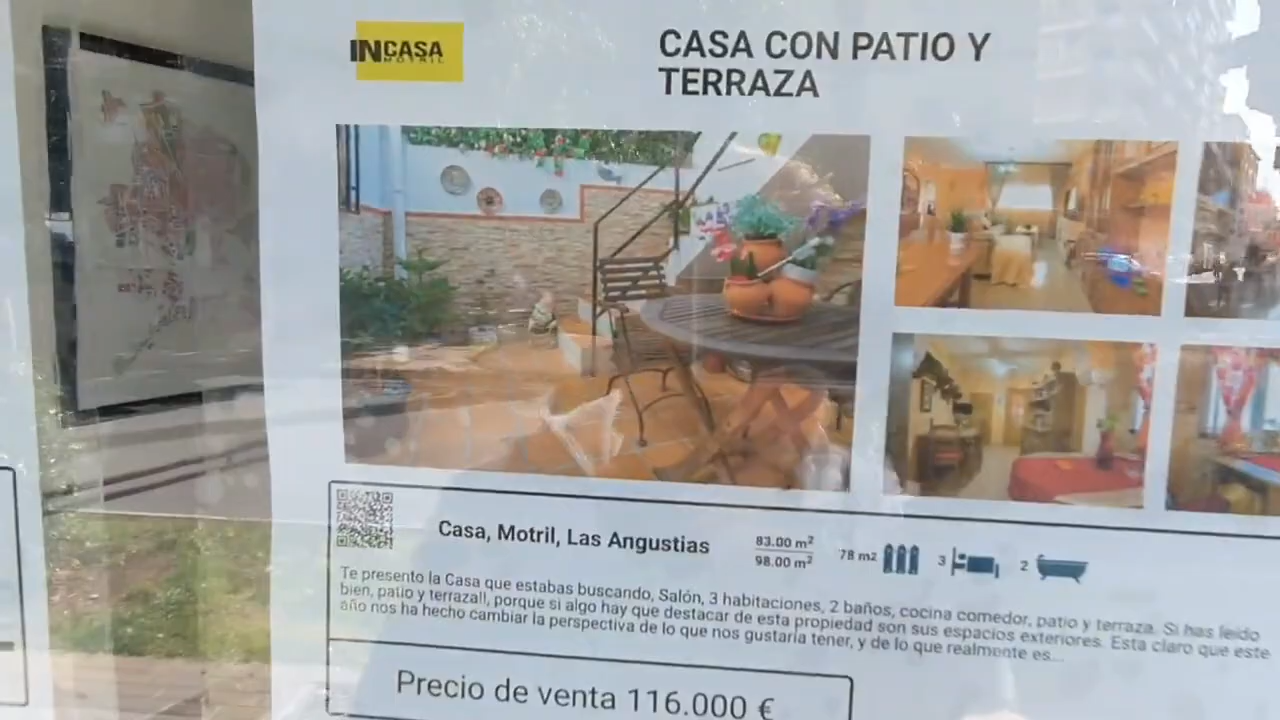 INCASA
MOTRIL
CASA CON PATIO Y
TERRAZA
Casa, Motril, Las Angustias
83.00 m²
98.00 m²
78 m2
3
2
Te presento la Casa que estabas buscando, Salón, 3 habitaciones, 2 baños, cocina comedor, patio y terraza. Si has leido
bien, patio y terraza!!, porque si algo hay que destacar de esta propiedad son sus espacios exteriores. Esta claro que este
año nos ha hecho cambiar la perspectiva de lo que nos gustaría tener, y de lo que realmente es...
Precio de venta 116.000 €